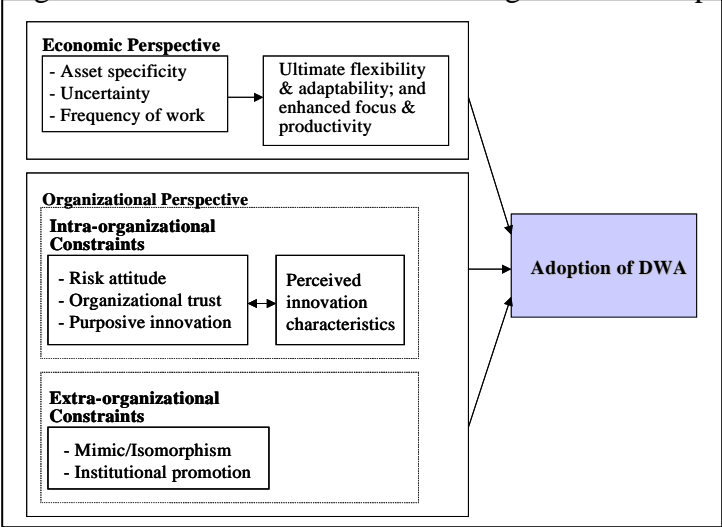 Economic Perspective
- Asset specificity
- Uncertainty
- Frequency of work
Ultimate flexibility
& adaptability; and
enhanced focus &
productivity
Organizational Perspective
Intra-organizational
Constraints
- Risk attitude
- Organizational trust
- Purposive innovation
Perceived
innovation
characteristics
Extra-organizational
Constraints
- Mimic/Isomorphism
- Institutional promotion
Adoption of DWA